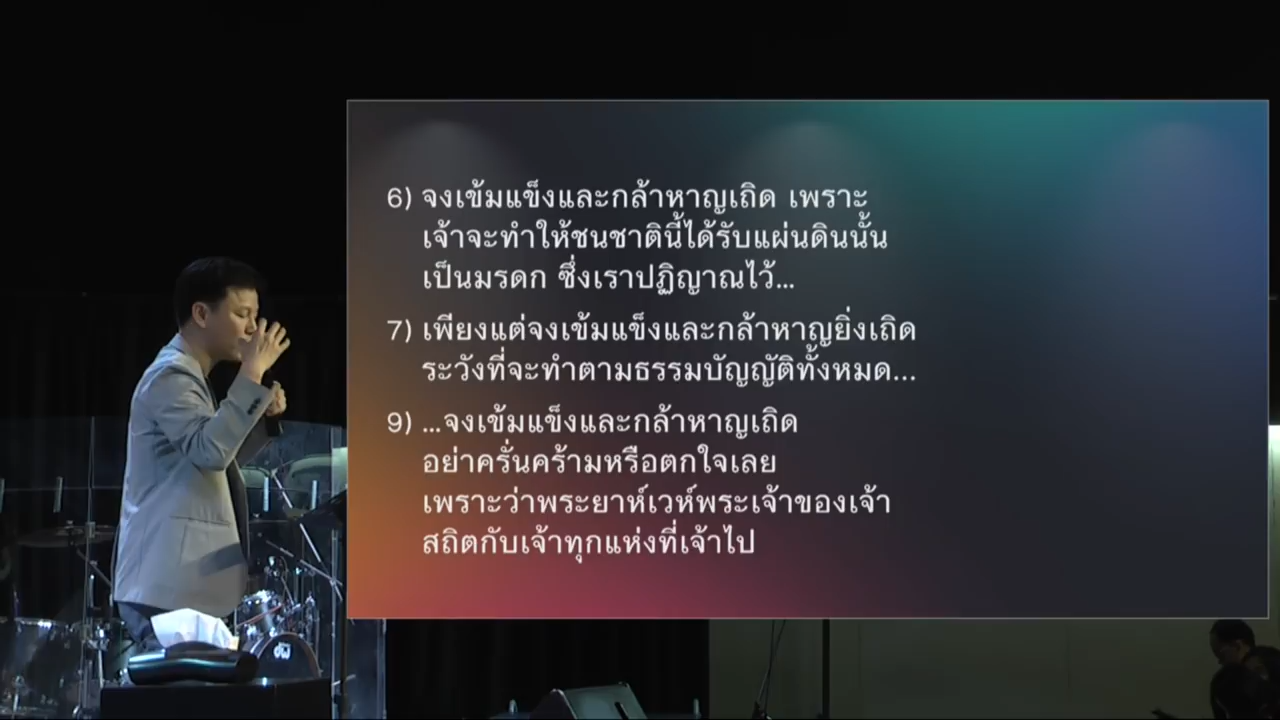 6) จงเข้มแข็งและกล้าหาญเถิด เพราะ
เจ้าจะทำให้ชนชาตินี้ได้รับแผ่นดินนั้น
เป็นมรดก ซึ่งเราปฏิญาณไว้...
7) เพียงแต่จงเข้มแข็งและกล้าหาญยิ่งเถิด
ระวังที่จะทำตามธรรมบัญญัติทั้งหมด...
9) ...จงเข้มแข็งและกล้าหาญเถิด
อย่าครั่นคร้ามหรือตกใจเลย
เพราะว่าพระยาห์เวห์พระเจ้าของเจ้า
สถิตกับเจ้าทุกแห่งที่เจ้าไป
dw